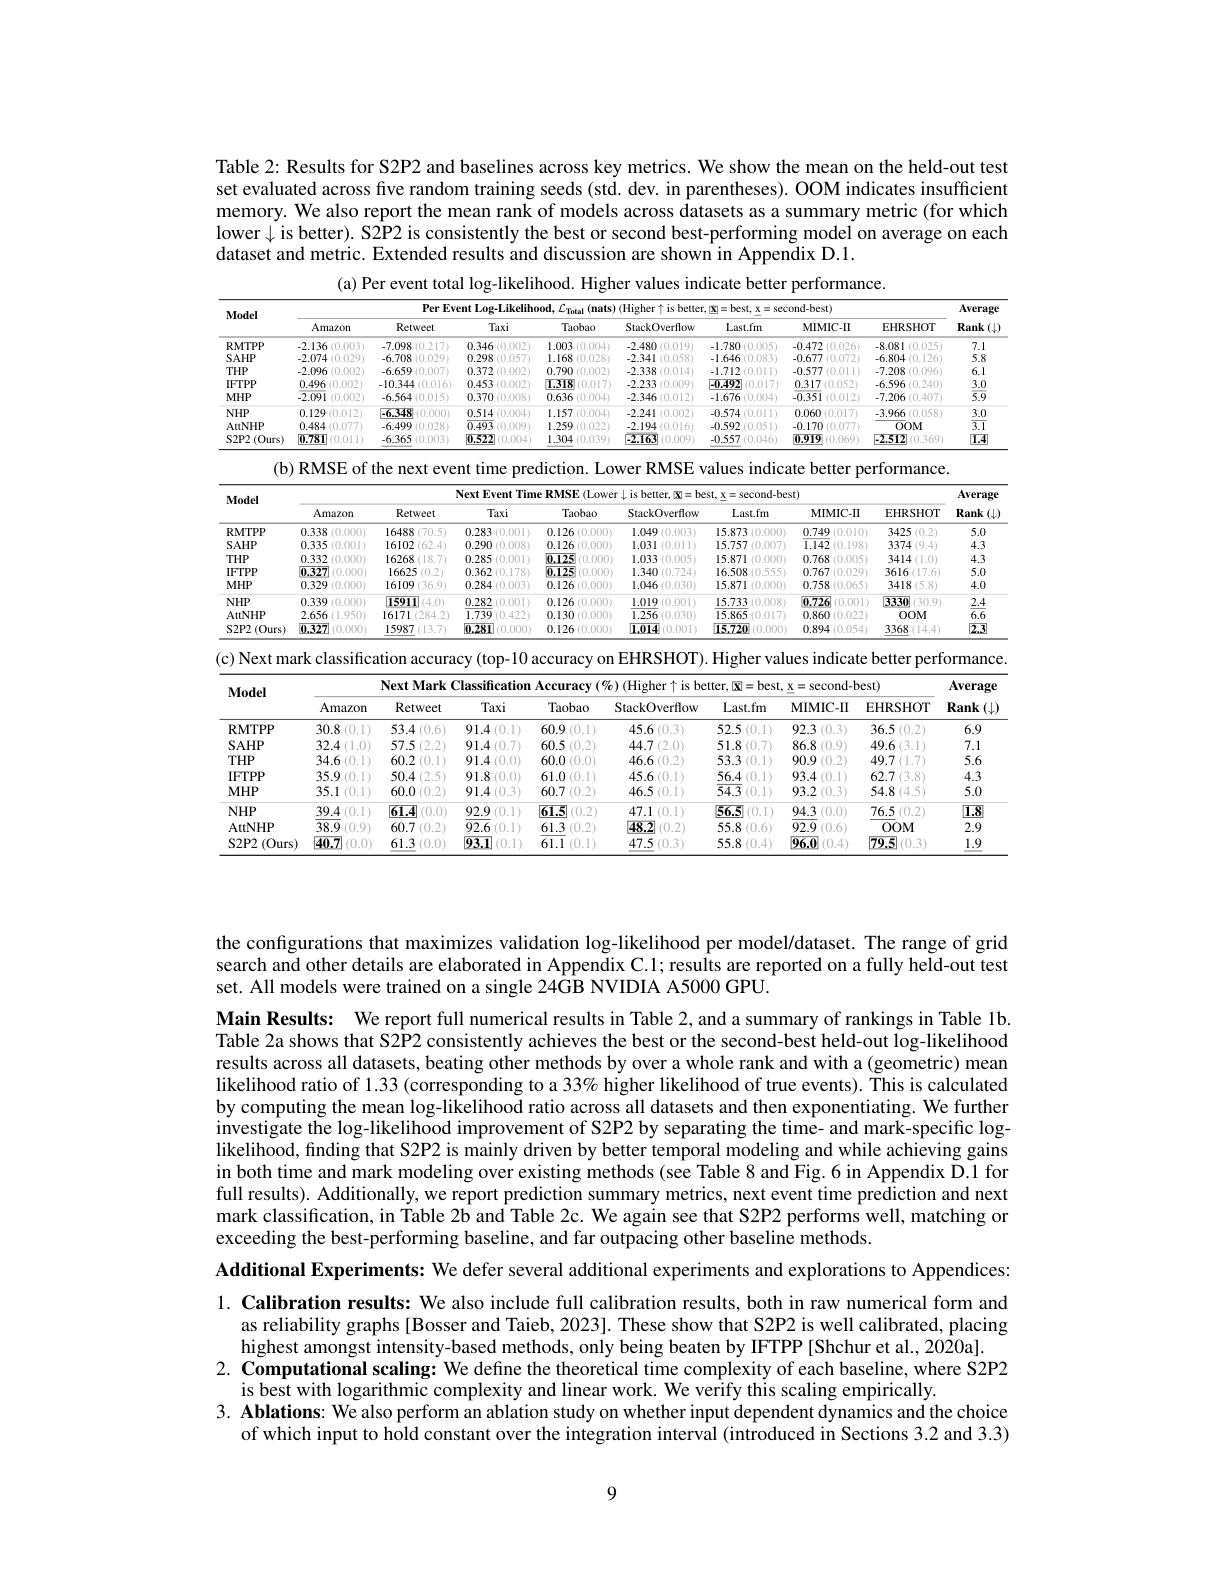 Table 2: Results for S2P2 and baselines across key metrics. We show the mean on the held-out test
set evaluated across five random training seeds (std. dev. in parentheses). OOM indicates insufficient
memory. We also report the mean rank of models across datasets as a summary metric (for which
lower ↓ is better). S2P2 is consistently the best or second best-performing model on average on each
dataset and metric. Extended results and discussion are shown in Appendix D.1.
(a) Per event total log-likelihood. Higher values indicate better performance.
Model Per Event Log-Likelihood, ℒTotal (nats) (Higher ↑ is better, x = best, x = second-best) Average
Amazon Retweet Taxi Taobao StackOverflow Last.fm MIMIC-II EHRSHOT Rank (↓)
RMTPP -2.136 (0.003) -7.098 (0.217) 0.346 (0.002) 1.003 (0.004) -2.480 (0.019) -1.780 (0.005) -0.472 (0.026) -8.081 (0.025) 7.1
SAHP -2.074 (0.029) -6.708 (0.029) 0.298 (0.057) 1.168 (0.028) -2.341 (0.058) -1.646 (0.083) -0.677 (0.072) -6.804 (0.126) 5.8
THP -2.096 (0.002) -6.659 (0.007) 0.372 (0.002) 0.790 (0.002) -2.338 (0.014) -1.712 (0.011) -0.577 (0.011) -7.208 (0.096) 6.1
IFTPP 0.496 (0.002) -10.344 (0.016) 0.453 (0.002) 1.318 (0.017) -2.233 (0.009) -0.492 (0.017) 0.317 (0.052) -6.596 (0.240) 3.0
MHP -2.091 (0.002) -6.564 (0.015) 0.370 (0.008) 0.636 (0.004) -2.346 (0.012) -1.676 (0.004) -0.351 (0.012) -7.206 (0.407) 5.9
NHP 0.129 (0.012) -6.348 (0.000) 0.514 (0.004) 1.157 (0.004) -2.241 (0.002) -0.574 (0.011) 0.060 (0.017) -3.966 (0.058) 3.0
AttNHP 0.484 (0.077) -6.499 (0.028) 0.493 (0.009) 1.259 (0.022) -2.194 (0.016) -0.592 (0.051) -0.170 (0.077) OOM 3.1
S2P2 (Ours) 0.781 (0.011) -6.365 (0.003) 0.522 (0.004) 1.304 (0.039) -2.163 (0.009) -0.557 (0.046) 0.919 (0.069) -2.512 (0.369) 1.4
(b) RMSE of the next event time prediction. Lower RMSE values indicate better performance.
Model Next Event Time RMSE (Lower ↓ is better, x = best, x = second-best) Average
Amazon Retweet Taxi Taobao StackOverflow Last.fm MIMIC-II EHRSHOT Rank (↓)
RMTPP 0.338 (0.000) 16488 (70.5) 0.283 (0.001) 0.126 (0.000) 1.049 (0.003) 15.873 (0.000) 0.749 (0.010) 3425 (0.2) 5.0
SAHP 0.335 (0.001) 16102 (62.4) 0.290 (0.008) 0.126 (0.000) 1.031 (0.011) 15.757 (0.007) 1.142 (0.198) 3374 (9.4) 4.3
THP 0.332 (0.000) 16268 (18.7) 0.285 (0.001) 0.125 (0.000) 1.033 (0.005) 15.871 (0.000) 0.768 (0.005) 3414 (1.0) 4.3
IFTPP 0.327 (0.000) 16625 (0.2) 0.362 (0.178) 0.125 (0.000) 1.340 (0.724) 16.508 (0.555) 0.767 (0.029) 3616 (17.6) 5.0
MHP 0.329 (0.000) 16109 (36.9) 0.284 (0.003) 0.126 (0.000) 1.046 (0.030) 15.871 (0.000) 0.758 (0.065) 3418 (5.8) 4.0
NHP 0.339 (0.000) 15911 (4.0) 0.282 (0.001) 0.126 (0.000) 1.019 (0.001) 15.733 (0.008) 0.726 (0.001) 3330 (30.9) 2.4
AttNHP 2.656 (1.950) 16171 (284.2) 1.739 (0.422) 0.130 (0.000) 1.256 (0.030) 15.865 (0.017) 0.860 (0.022) OOM 6.6
S2P2 (Ours) 0.327 (0.000) 15987 (13.7) 0.281 (0.000) 0.126 (0.000) 1.014 (0.001) 15.720 (0.000) 0.894 (0.054) 3368 (14.4) 2.3
(c) Next mark classification accuracy (top-10 accuracy on EHRSHOT). Higher values indicate better performance.
Model Next Mark Classification Accuracy (%) (Higher ↑ is better, x = best, x = second-best) Average
Amazon Retweet Taxi Taobao StackOverflow Last.fm MIMIC-II EHRSHOT Rank (↓)
RMTPP 30.8 (0.1) 53.4 (0.6) 91.4 (0.1) 60.9 (0.1) 45.6 (0.3) 52.5 (0.1) 92.3 (0.3) 36.5 (0.2) 6.9
SAHP 32.4 (1.0) 57.5 (2.2) 91.4 (0.7) 60.5 (0.2) 44.7 (2.0) 51.8 (0.7) 86.8 (0.9) 49.6 (3.1) 7.1
THP 34.6 (0.1) 60.2 (0.1) 91.4 (0.0) 60.0 (0.0) 46.6 (0.2) 53.3 (0.1) 90.9 (0.2) 49.7 (1.7) 5.6
IFTPP 35.9 (0.1) 50.4 (2.5) 91.8 (0.0) 61.0 (0.1) 45.6 (0.1) 56.4 (0.1) 93.4 (0.1) 62.7 (3.8) 4.3
MHP 35.1 (0.1) 60.0 (0.2) 91.4 (0.3) 60.7 (0.2) 46.5 (0.1) 54.3 (0.1) 93.2 (0.3) 54.8 (4.5) 5.0
NHP 39.4 (0.1) 61.4 (0.0) 92.9 (0.1) 61.5 (0.2) 47.1 (0.1) 56.5 (0.1) 94.3 (0.0) 76.5 (0.2) 1.8
AttNHP 38.9 (0.9) 60.7 (0.2) 92.6 (0.1) 61.3 (0.2) 48.2 (0.2) 55.8 (0.6) 92.9 (0.6) OOM 2.9
S2P2 (Ours) 40.7 (0.0) 61.3 (0.0) 93.1 (0.1) 61.1 (0.1) 47.5 (0.3) 55.8 (0.4) 96.0 (0.4) 79.5 (0.3) 1.9
the configurations that maximizes validation log-likelihood per model/dataset. The range of grid
search and other details are elaborated in Appendix C.1; results are reported on a fully held-out test
set. All models were trained on a single 24GB NVIDIA A5000 GPU.
Main Results: We report full numerical results in Table 2, and a summary of rankings in Table 1b.
Table 2a shows that S2P2 consistently achieves the best or the second-best held-out log-likelihood
results across all datasets, beating other methods by over a whole rank and with a (geometric) mean
likelihood ratio of 1.33 (corresponding to a 33% higher likelihood of true events). This is calculated
by computing the mean log-likelihood ratio across all datasets and then exponentiating. We further
investigate the log-likelihood improvement of S2P2 by separating the time- and mark-specific log-
likelihood, finding that S2P2 is mainly driven by better temporal modeling and while achieving gains
in both time and mark modeling over existing methods (see Table 8 and Fig. 6 in Appendix D.1 for
full results). Additionally, we report prediction summary metrics, next event time prediction and next
mark classification, in Table 2b and Table 2c. We again see that S2P2 performs well, matching or
exceeding the best-performing baseline, and far outpacing other baseline methods.
Additional Experiments: We defer several additional experiments and explorations to Appendices:
1. Calibration results: We also include full calibration results, both in raw numerical form and
as reliability graphs [Bosser and Taieb, 2023]. These show that S2P2 is well calibrated, placing
highest amongst intensity-based methods, only being beaten by IFTPP [Shchur et al., 2020a].
2. Computational scaling: We define the theoretical time complexity of each baseline, where S2P2
is best with logarithmic complexity and linear work. We verify this scaling empirically.
3. Ablations: We also perform an ablation study on whether input dependent dynamics and the choice
of which input to hold constant over the integration interval (introduced in Sections 3.2 and 3.3)
9